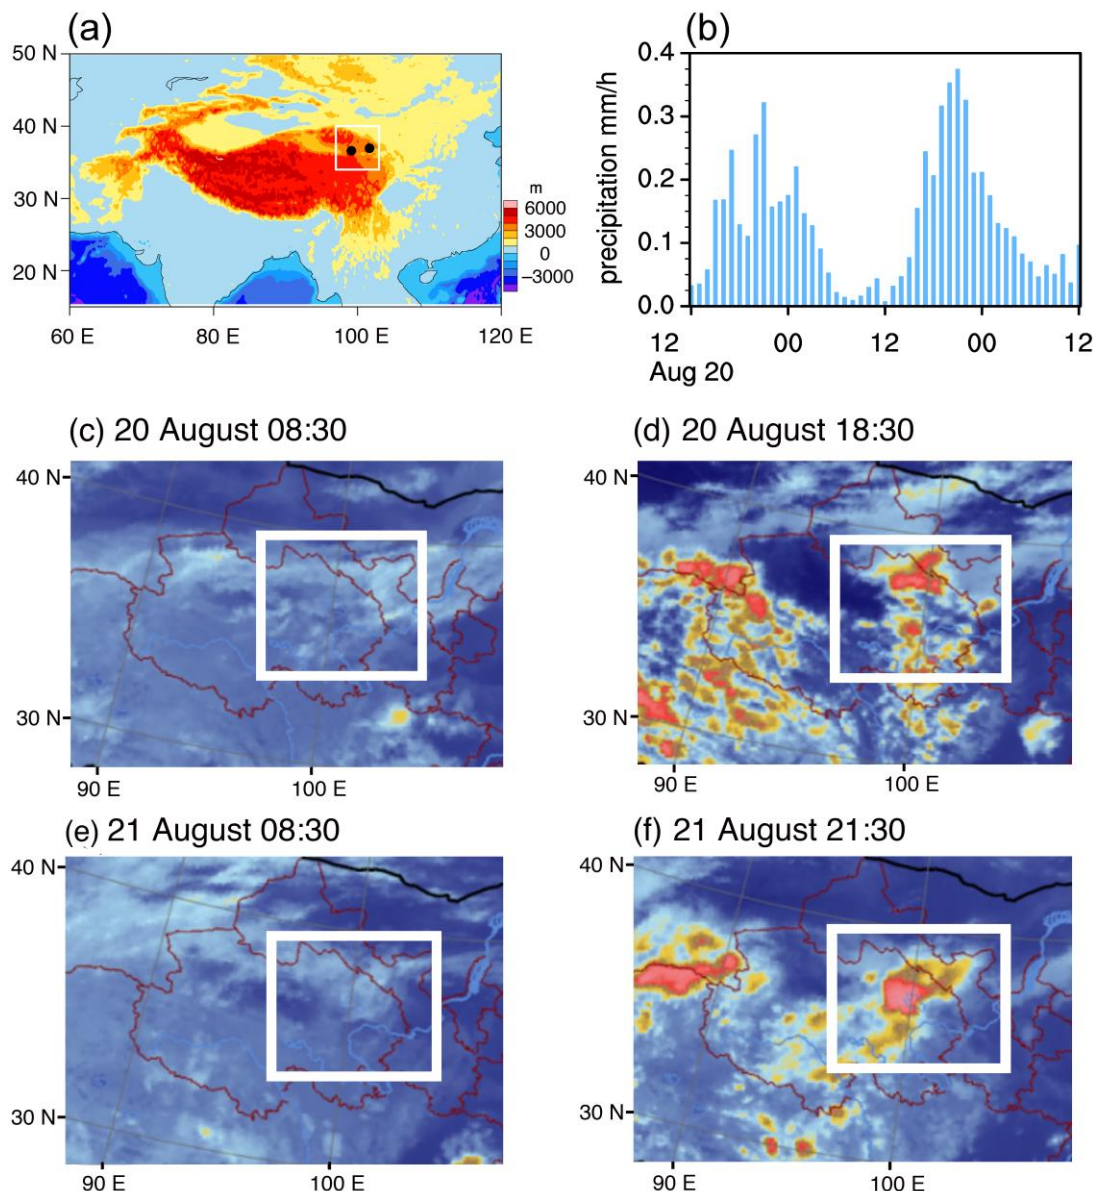 (a)
50 N
40 N
30 N
20 N
60 E
80 E
100 E
120 E
m
6000
3000
0
−3000
(b)
precipitation mm/h
0.4
0.3
0.2
0.1
0.0
12
00
12
00
12
Aug 20
(c) 20 August 08:30
40 N
30 N
90 E
100 E
(d) 20 August 18:30
40 N
30 N
90 E
100 E
(e) 21 August 08:30
40 N
30 N
90 E
100 E
(f) 21 August 21:30
40 N
30 N
90 E
100 E